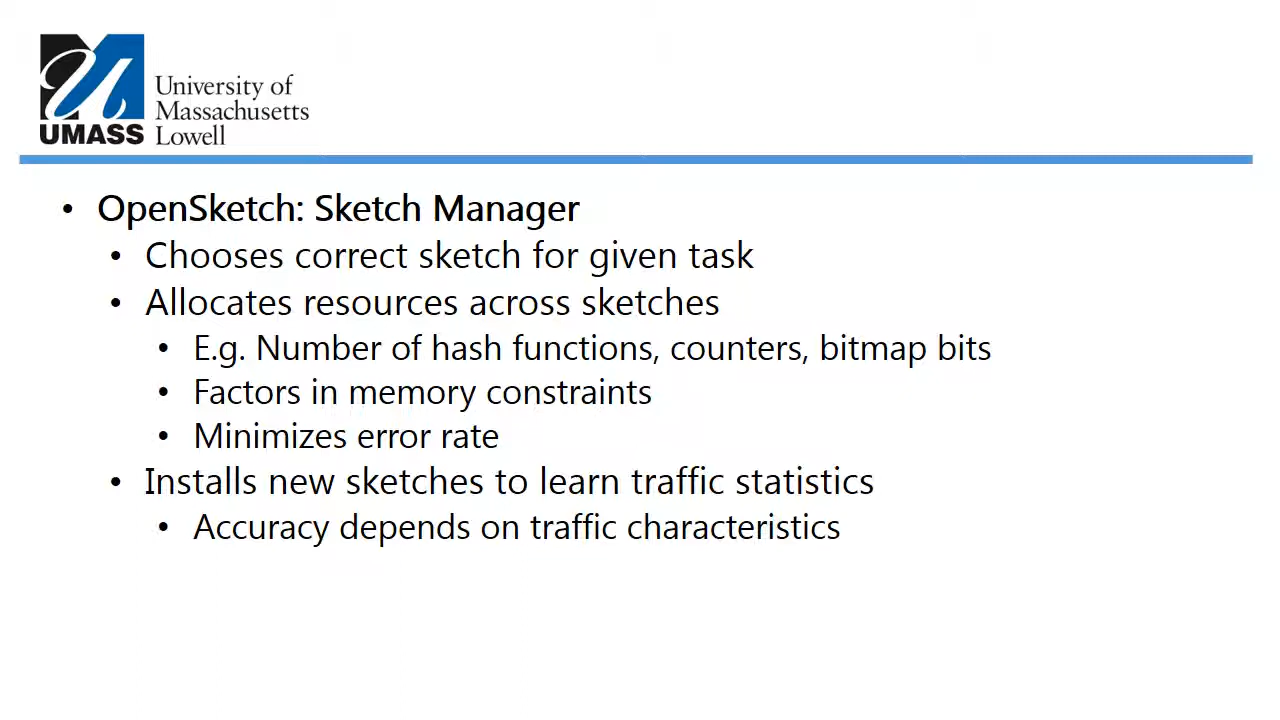 University of
Massachusetts
UMASS Lowell
• OpenSketch: Sketch Manager
• Chooses correct sketch for given task
• Allocates resources across sketches
• E.g. Number of hash functions, counters, bitmap bits
• Factors in memory constraints
• Minimizes error rate
• Installs new sketches to learn traffic statistics
• Accuracy depends on traffic characteristics